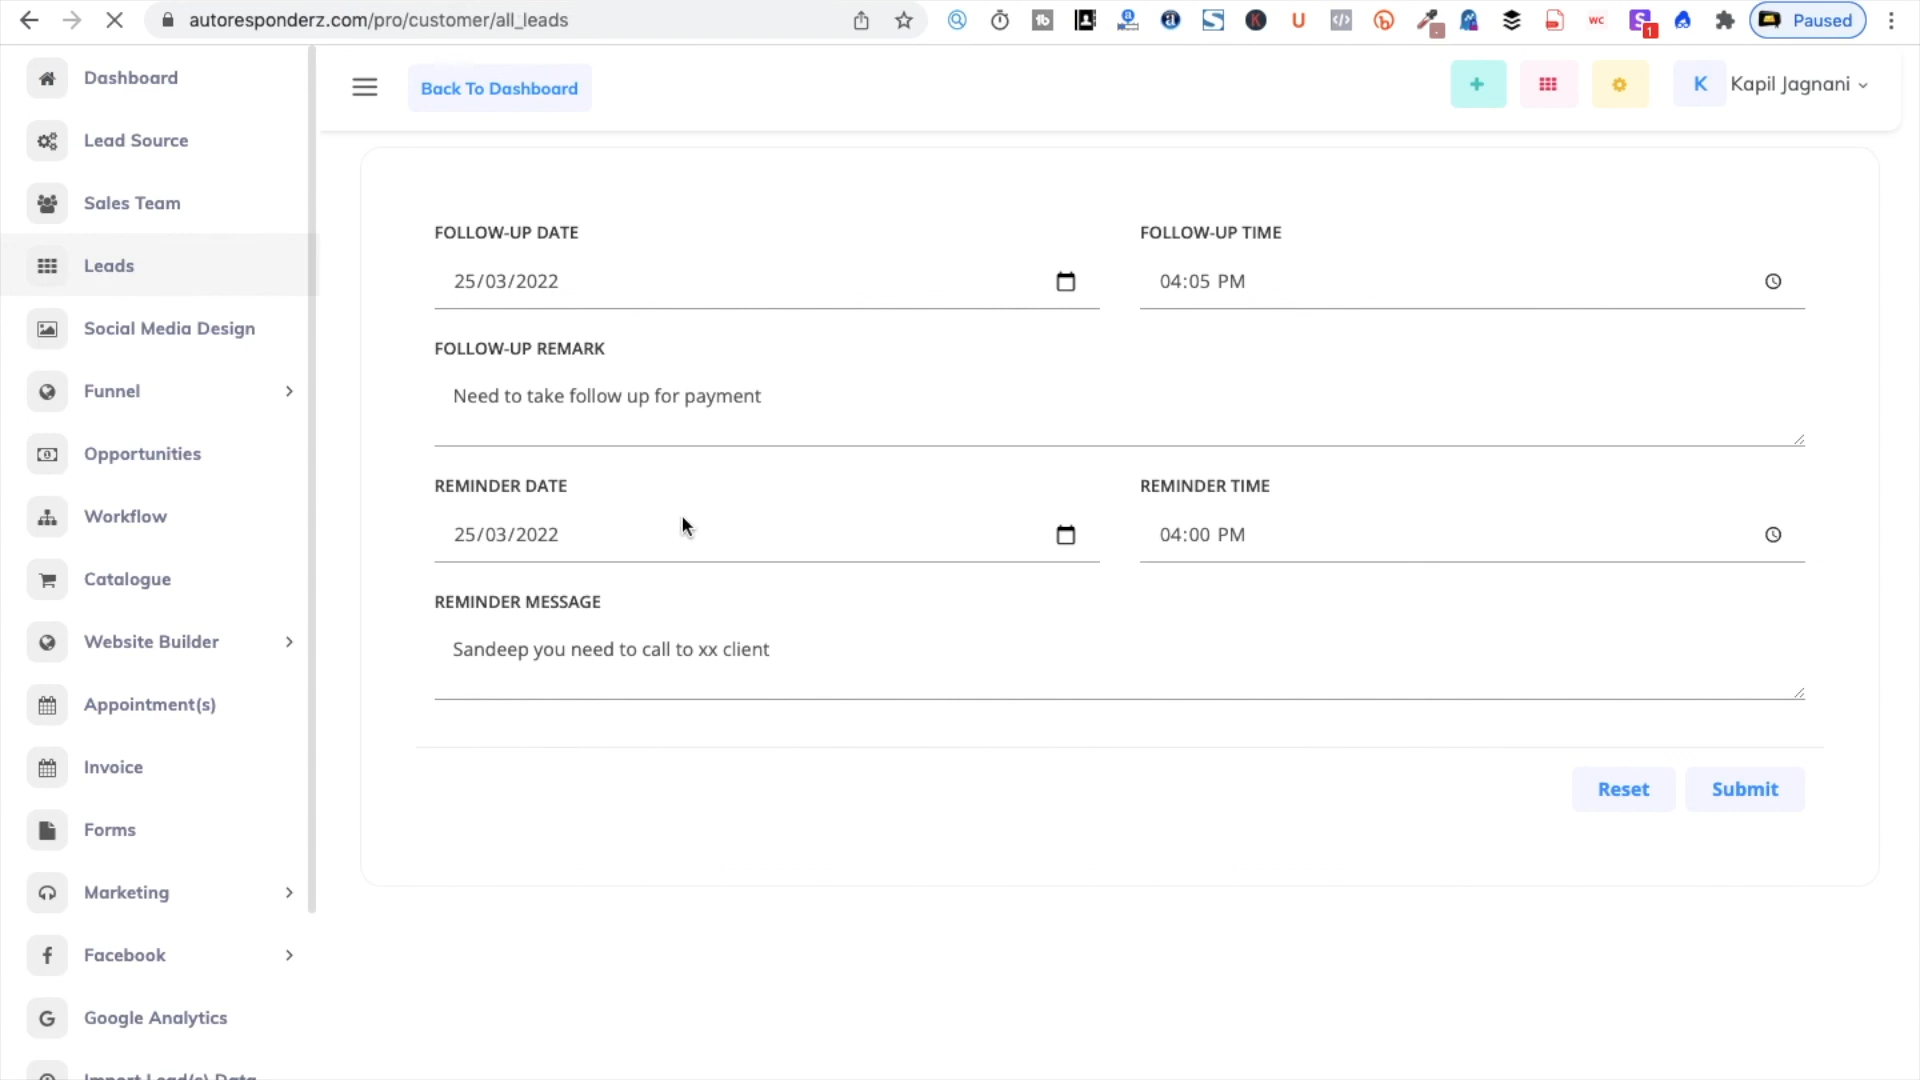 autoresponderz.com/pro/customer/all_leads
Paused
Dashboard
Lead Source
Sales Team
Leads
Social Media Design
Funnel
Opportunities
Workflow
Catalogue
Website Builder
Appointment(s)
Invoice
Forms
Marketing
Facebook
Google Analytics
Import Lead(s) Data
Back To Dashboard
K Kapil Jagnani
FOLLOW-UP DATE
25/03/2022
FOLLOW-UP TIME
04:05 PM
FOLLOW-UP REMARK
Need to take follow up for payment
REMINDER DATE
25/03/2022
REMINDER TIME
04:00 PM
REMINDER MESSAGE
Sandeep you need to call to xx client
Reset
Submit